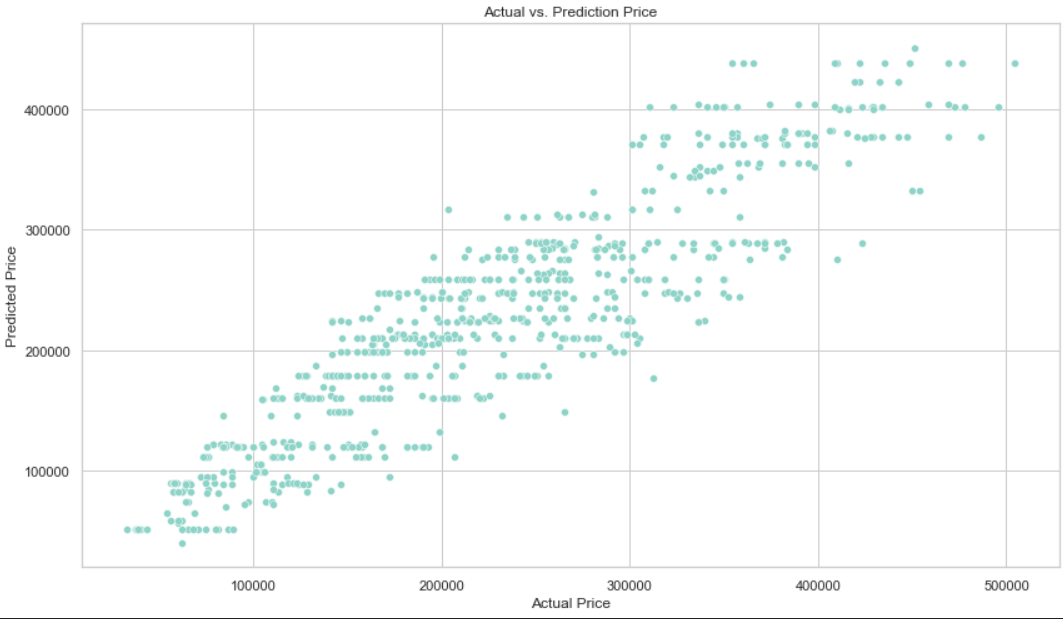 Actual vs. Prediction Price
Predicted Price
400000
300000
200000
100000
100000 200000 300000 400000 500000
Actual Price